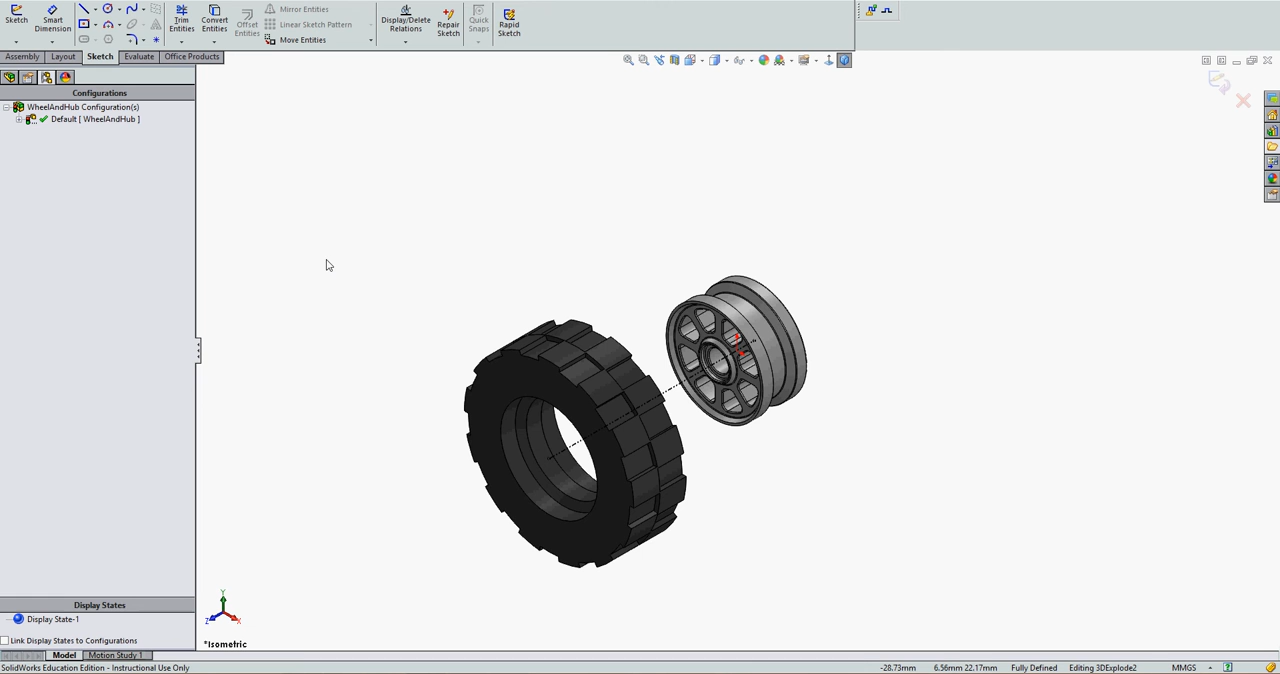 Sketch
Smart Dimension
Trim Entities
Convert Entities
Offset Entities
Mirror Entities
Linear Sketch Pattern
Move Entities
Display/Delete Relations
Repair Sketch
Quick Snaps
Rapid Sketch
Assembly Layout Sketch Evaluate Office Products
Configurations
WheelAndHub Configuration(s)
Default [ WheelAndHub ]
Display States
Display State-1
Link Display States to Configurations
Y
Z X
*Isometric
Model Motion Study 1
SolidWorks Education Edition - Instructional Use Only
-28.73mm 6.56mm 22.17mm Fully Defined Editing 3DExplode2 MMGS